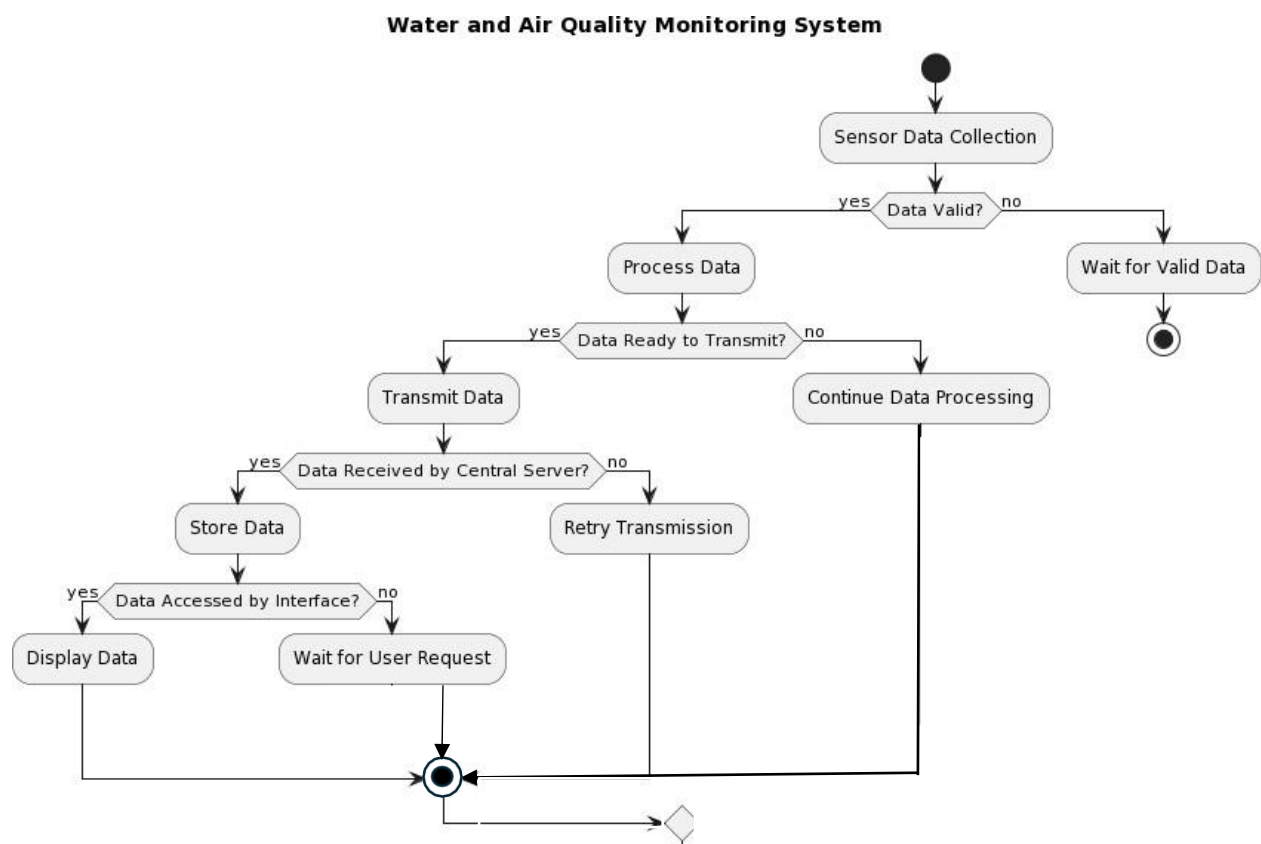 Water and Air Quality Monitoring System
Sensor Data Collection
yes
Data Valid?
no
Process Data
Wait for Valid Data
yes
Data Ready to Transmit?
no
Transmit Data
Continue Data Processing
yes
Data Received by Central Server?
no
Store Data
Retry Transmission
yes
Data Accessed by Interface?
no
Display Data
Wait for User Request